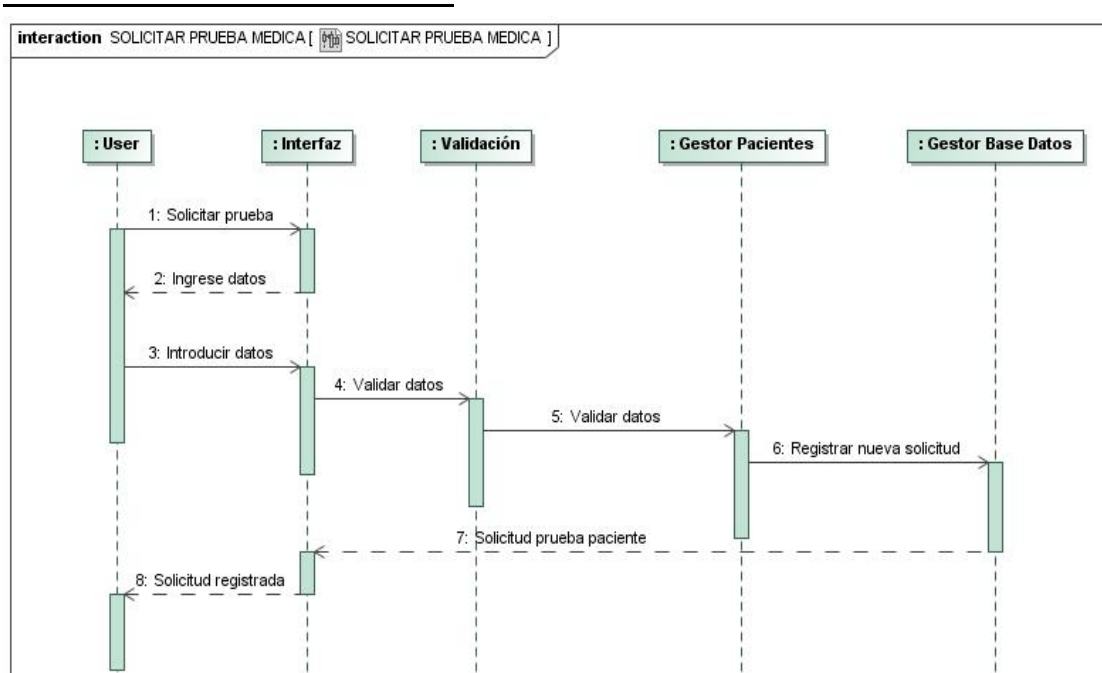 interaction SOLICITAR PRUEBA MEDICA [ SOLICITAR PRUEBA MEDICA ]
: User
: Interfaz
: Validación
: Gestor Pacientes
: Gestor Base Datos
1: Solicitar prueba
2: Ingrese datos
3: Introducir datos
4: Validar datos
5: Validar datos
6: Registrar nueva solicitud
7: Solicitud prueba paciente
8: Solicitud registrada